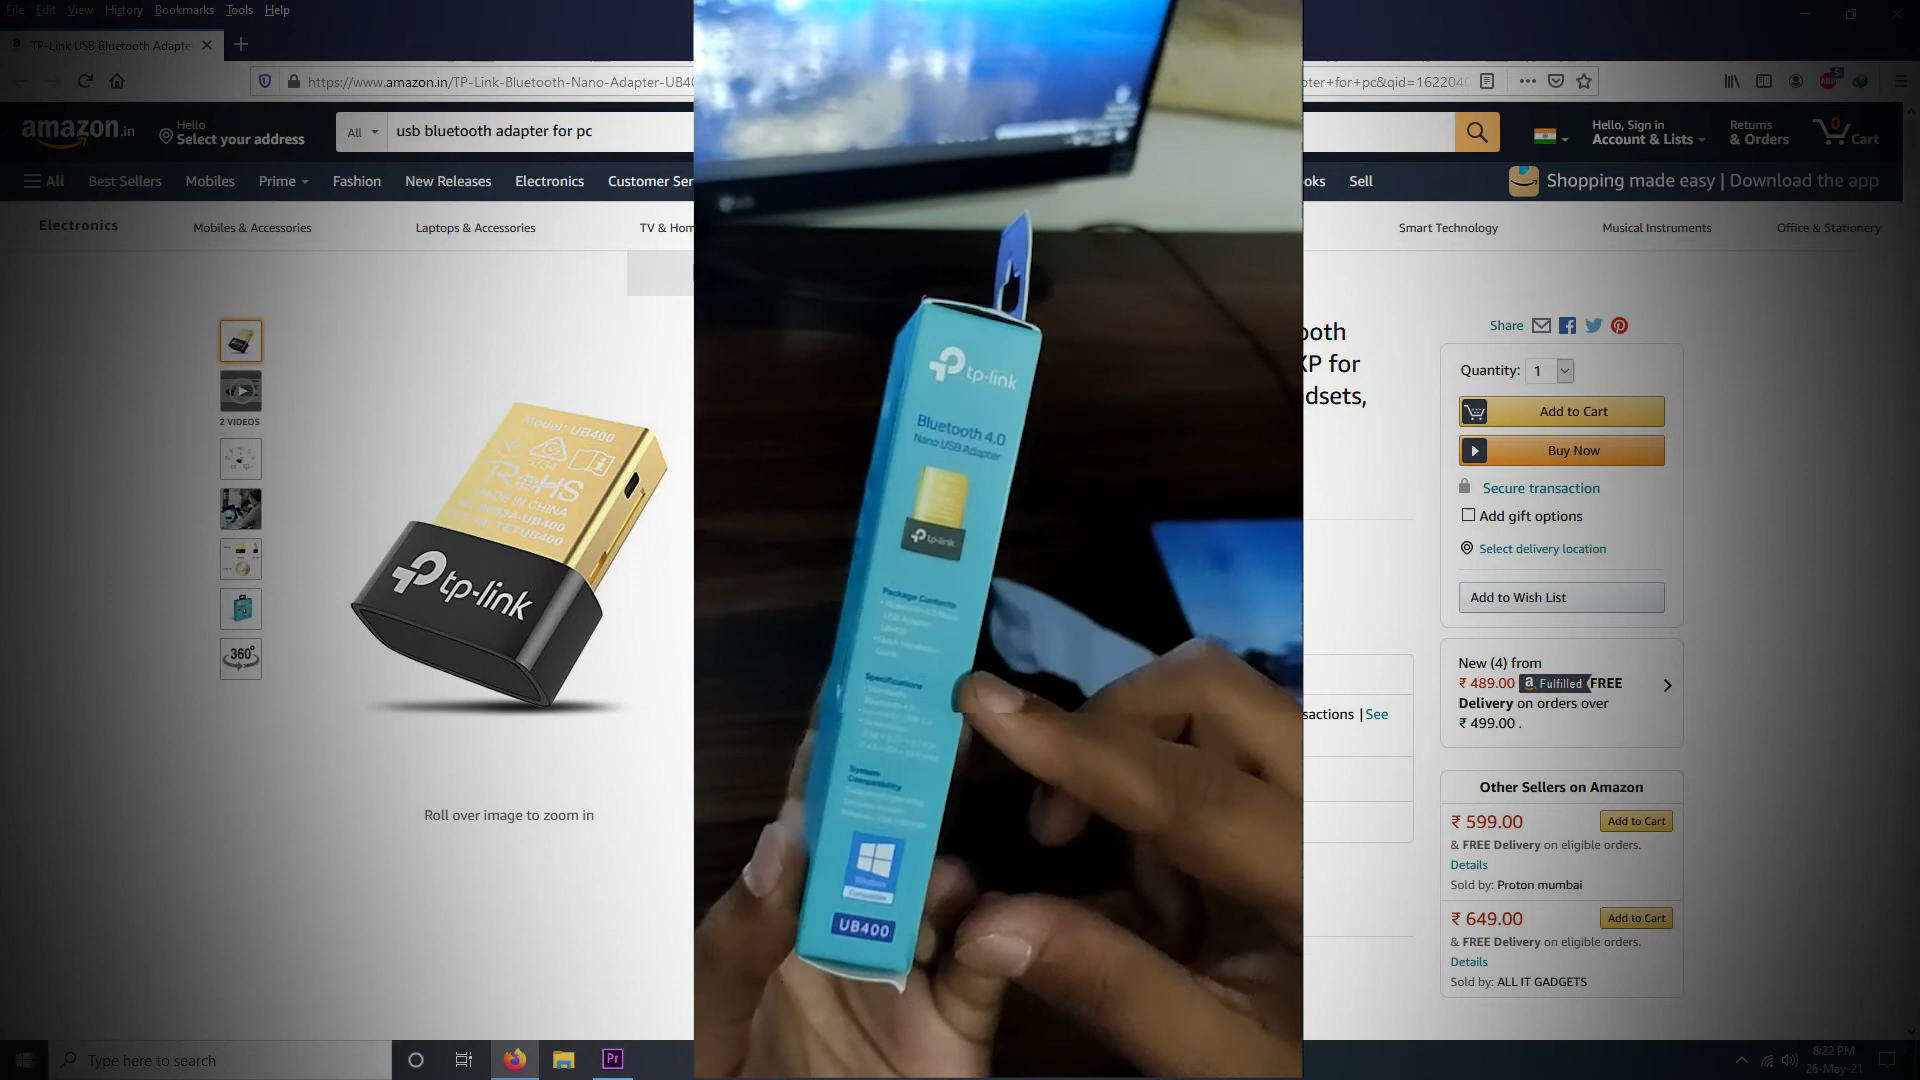 File Edit View History Bookmarks Tools Help
TP-Link USB Bluetooth Adapte
https://www.amazon.in/TP-Link-Bluetooth-Nano-Adapter-UB40
pter+for+pc&qid=1622040
amazon.in
Hello
Select your address
All
usb bluetooth adapter for pc
Hello, Sign in
Account & Lists
Returns
& Orders
0
Cart
All Best Sellers Mobiles Prime Fashion New Releases Electronics Customer Ser
oks Sell
Shopping made easy | Download the app
Electronics Mobiles & Accessories Laptops & Accessories TV & Hom
Smart Technology Musical Instruments Office & Stationery
2 VIDEOS
360°
Model: UB400
RoHS
MADE IN CHINA
tp-link
Roll over image to zoom in
tp-link
Bluetooth 4.0
Nano USB Adapter
tp-link
Package Contents
Specifications
System
Compatibility
UB400
ooth
XP for
dsets,
sactions | See
Share
Quantity: 1
Add to Cart
Buy Now
Secure transaction
Add gift options
Select delivery location
Add to Wish List
New (4) from
₹ 489.00 a Fulfilled FREE
Delivery on orders over
₹ 499.00 .
Other Sellers on Amazon
₹ 599.00 Add to Cart
& FREE Delivery on eligible orders.
Details
Sold by: Proton mumbai
₹ 649.00 Add to Cart
& FREE Delivery on eligible orders.
Details
Sold by: ALL IT GADGETS
Type here to search
Pr
8:22 PM
26-May-21